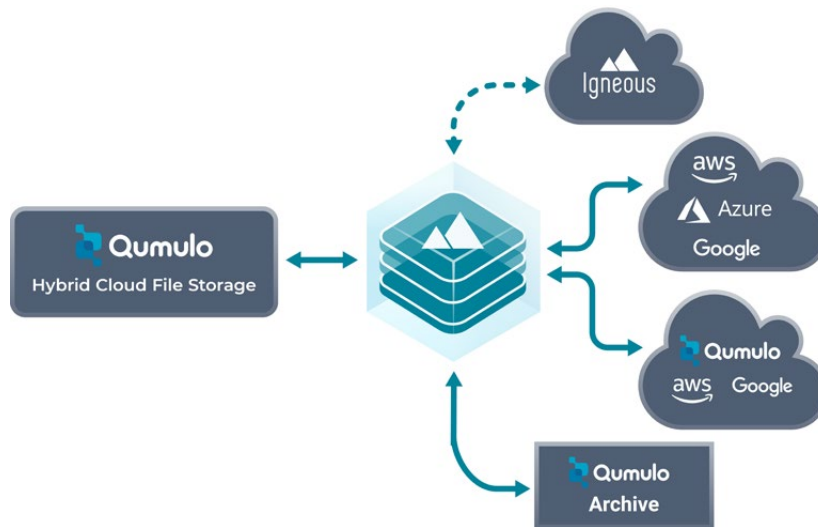 Igneous
aws
Azure
Google
Qumulo
Hybrid Cloud File Storage
Qumulo
aws Google
Qumulo
Archive